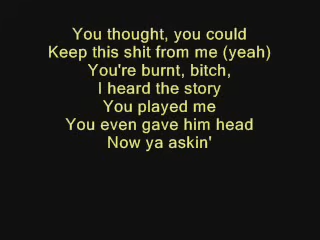 You thought, you could
Keep this shit from me (yeah)
You're burnt, bitch,
I heard the story
You played me
You even gave him head
Now ya askin'